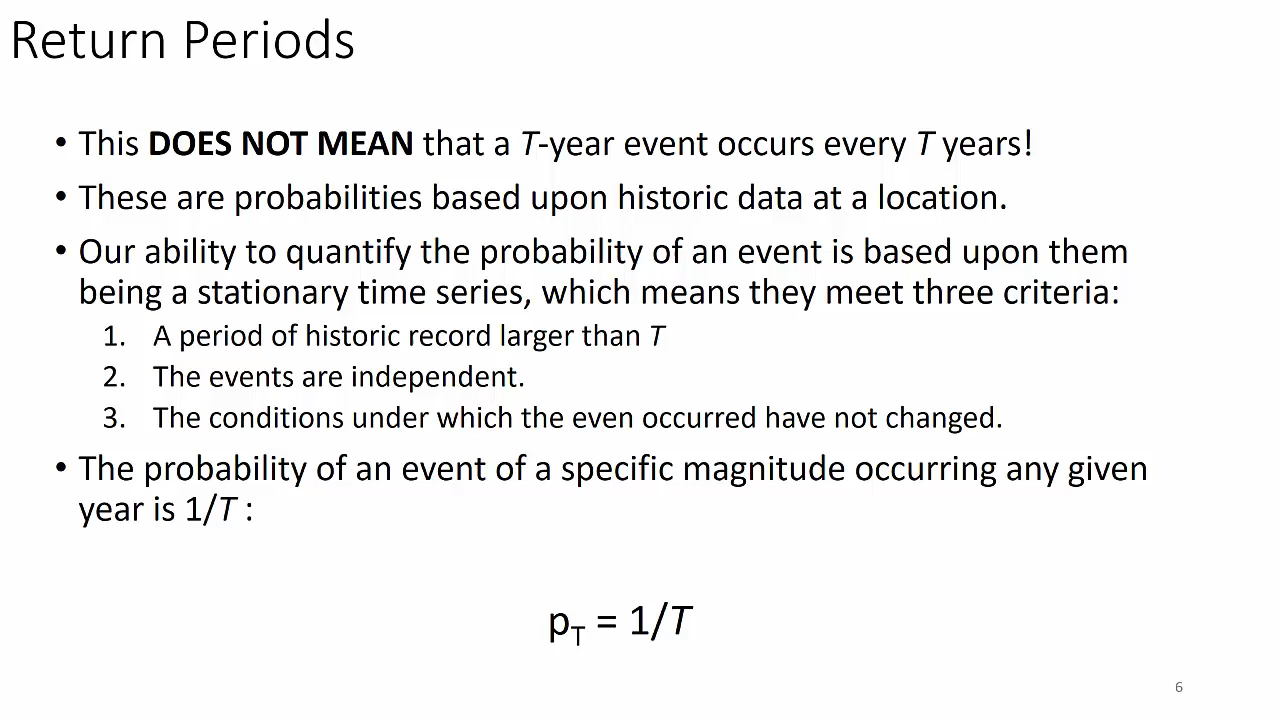 Return Periods
• This DOES NOT MEAN that a T-year event occurs every T years!
• These are probabilities based upon historic data at a location.
• Our ability to quantify the probability of an event is based upon them
being a stationary time series, which means they meet three criteria:
1. A period of historic record larger than T
2. The events are independent.
3. The conditions under which the even occurred have not changed.
• The probability of an event of a specific magnitude occurring any given
year is 1/T :
pT = 1/T
6